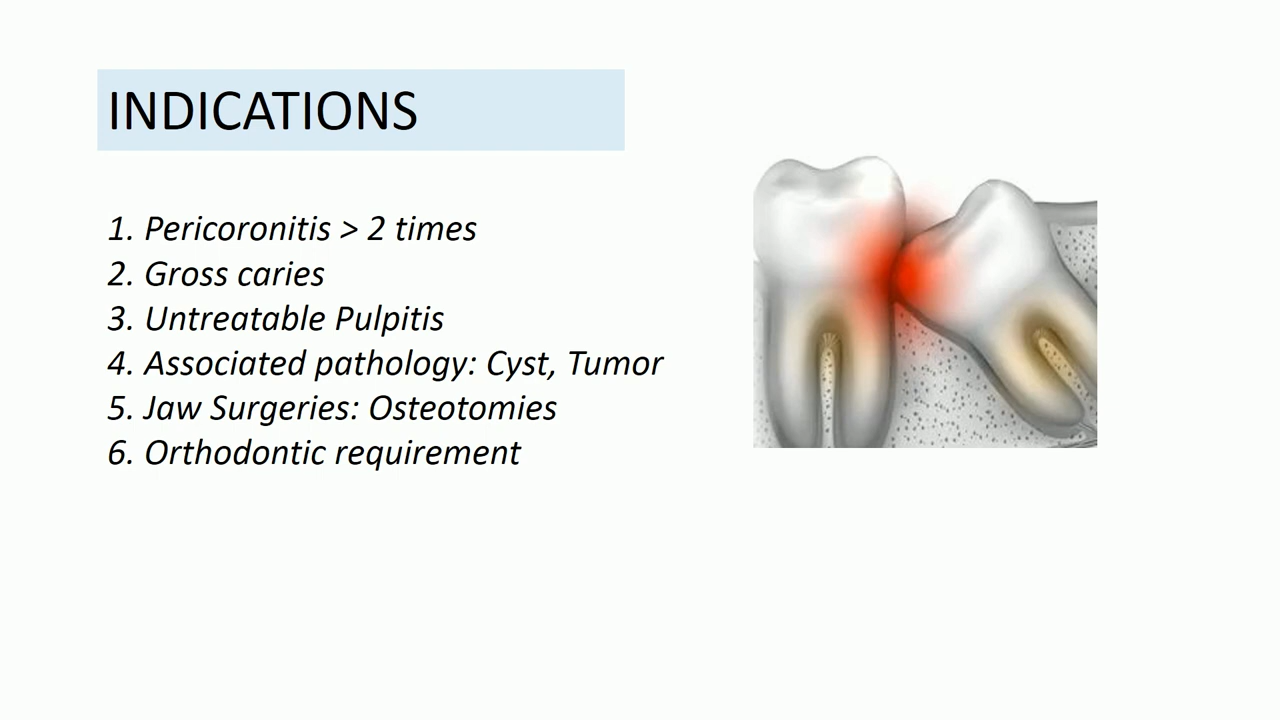 INDICATIONS
1. Pericoronitis > 2 times
2. Gross caries
3. Untreatable Pulpitis
4. Associated pathology: Cyst, Tumor
5. Jaw Surgeries: Osteotomies
6. Orthodontic requirement